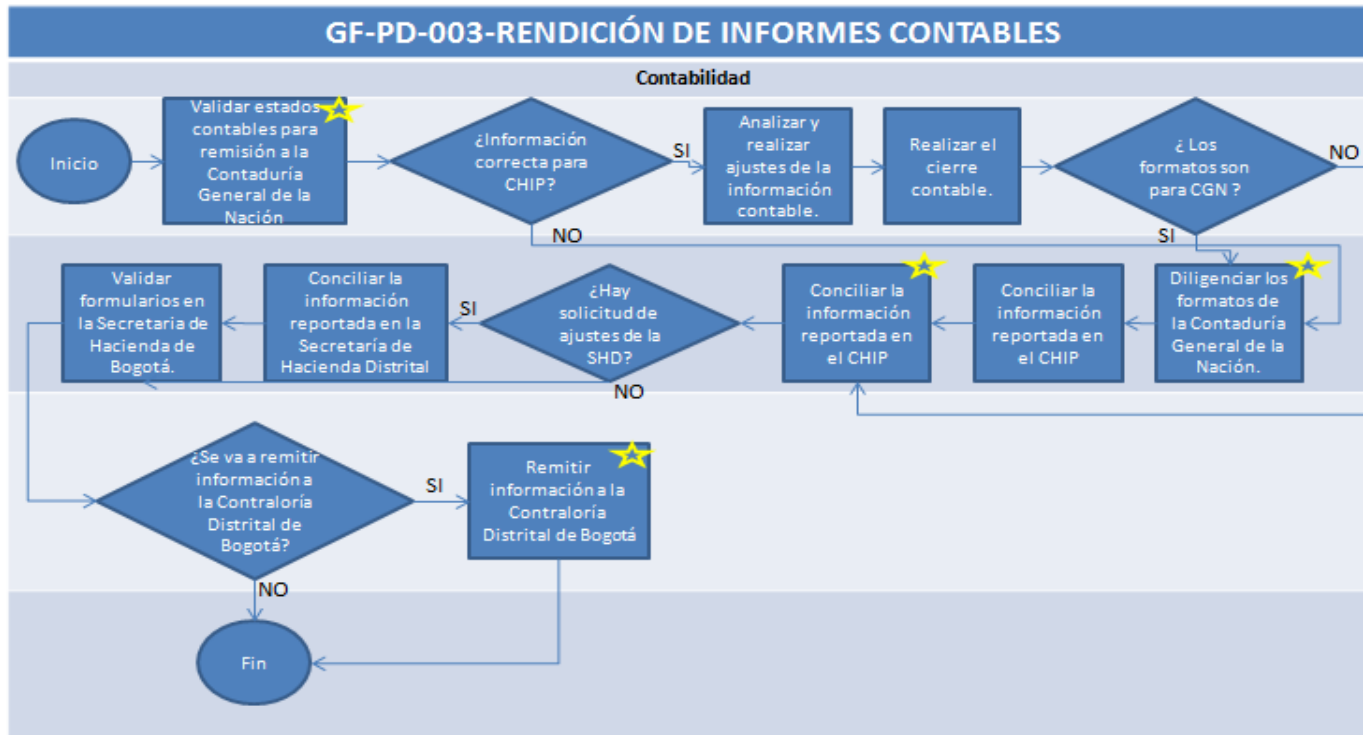 GF-PD-003-RENDICIÓN DE INFORMES CONTABLES
Contabilidad
Inicio
Validar estados
contables para
remisión a la
Contaduría
General de la
Nación
¿Información
correcta para
CHIP?
SI
NO
Analizar y
realizar
ajustes de la
información
contable.
Realizar el
cierre
contable.
¿ Los
formatos son
para CGN ?
NO
SI
Diligenciar los
formatos de
la Contaduría
General de la
Nación.
Conciliar la
información
reportada en
el CHIP
Conciliar la
información
reportada en
el CHIP
¿Hay
solicitud de
ajustes de la
SHD?
SI
NO
Conciliar la
información
reportada en la
Secretaría de
Hacienda Distrital
Validar
formularios en
la Secretaria de
Hacienda de
Bogotá.
¿Se va a remitir
información a
la Contraloría
Distrital de
Bogotá?
SI
NO
Remitir
información a la
Contraloría
Distrital de Bogotá
Fin